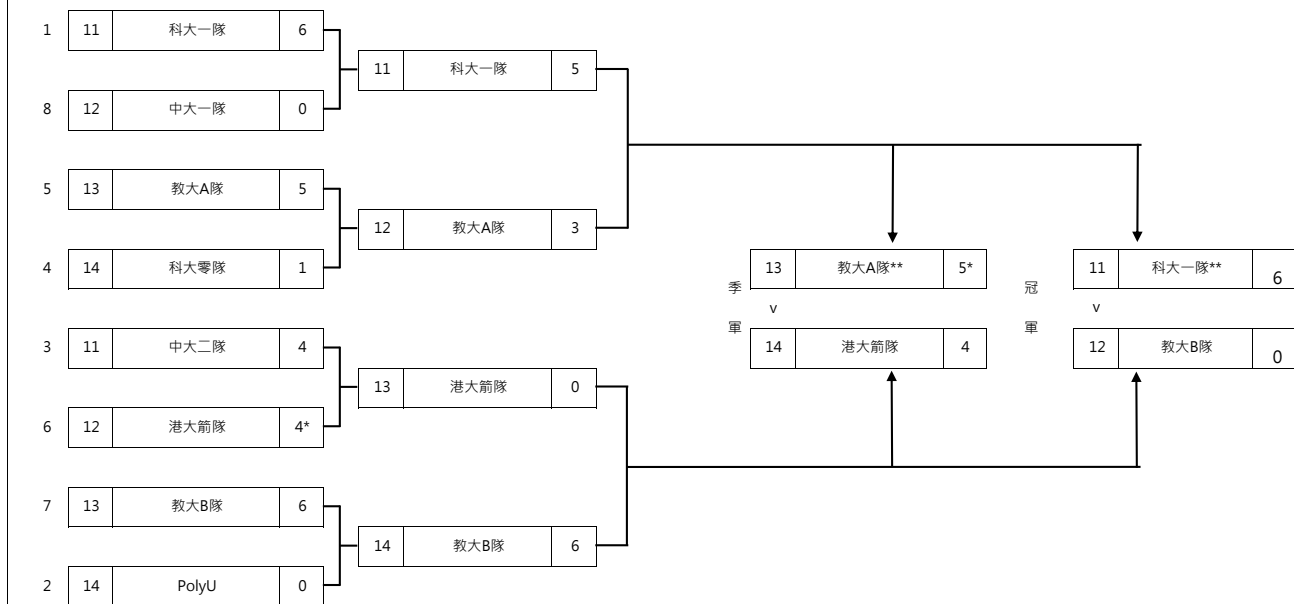 1 11 科大一隊 6
11 科大一隊 5
8 12 中大一隊 0
5 13 教大A隊 5
12 教大A隊 3
4 14 科大零隊 1
3 11 中大二隊 4
13 港大箭隊 0
6 12 港大箭隊 4*
7 13 教大B隊 6
14 教大B隊 6
2 14 PolyU 0
季軍
13 教大A隊** 5*
v
14 港大箭隊 4
冠軍
11 科大一隊** 6
v
12 教大B隊 0